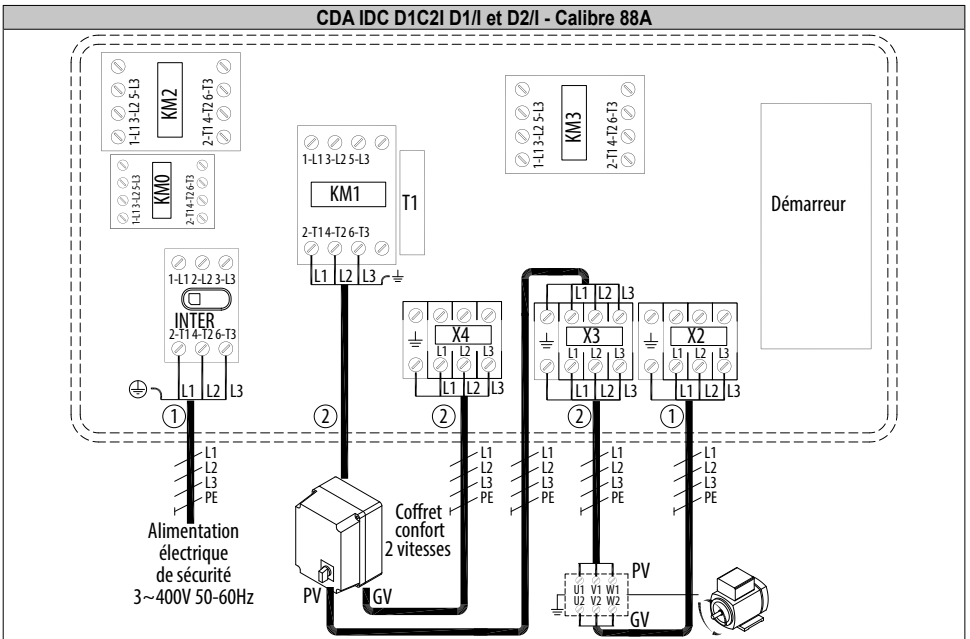 CDA IDC D1C2I D1/I et D2/I - Calibre 88A
1-L1 3-L2 5-L3
KM2
2-T1 4-T2 6-T3
1-L1 3-L2 5-L3
KM0
2-T1 4-T2 6-T3
1-L1 3-L2 5-L3
KM1
T1
2-T1 4-T2 6-T3
L1 L2 L3
1-L1 3-L2 5-L3
KM3
2-T1 4-T2 6-T3
Démarreur
1-L1 2-L2 3-L3
INTER
2-T1 4-T2 6-T3
L1 L2 L3
X4
L1 L2 L3
L1 L2 L3
L1 L2 L3
X3
L1 L2 L3
L1 L2 L3
X2
L1 L2 L3
L1 L2 L3
1
2
2
2
1
L1
L2
L3
PE
L1
L2
L3
PE
L1
L2
L3
PE
L1
L2
L3
PE
L1
L2
L3
PE
Alimentation
électrique
de sécurité
3~400V 50-60Hz
Coffret
confort
2 vitesses
PV
GV
PV
U1 V1 W1
U2 V2 W2
GV